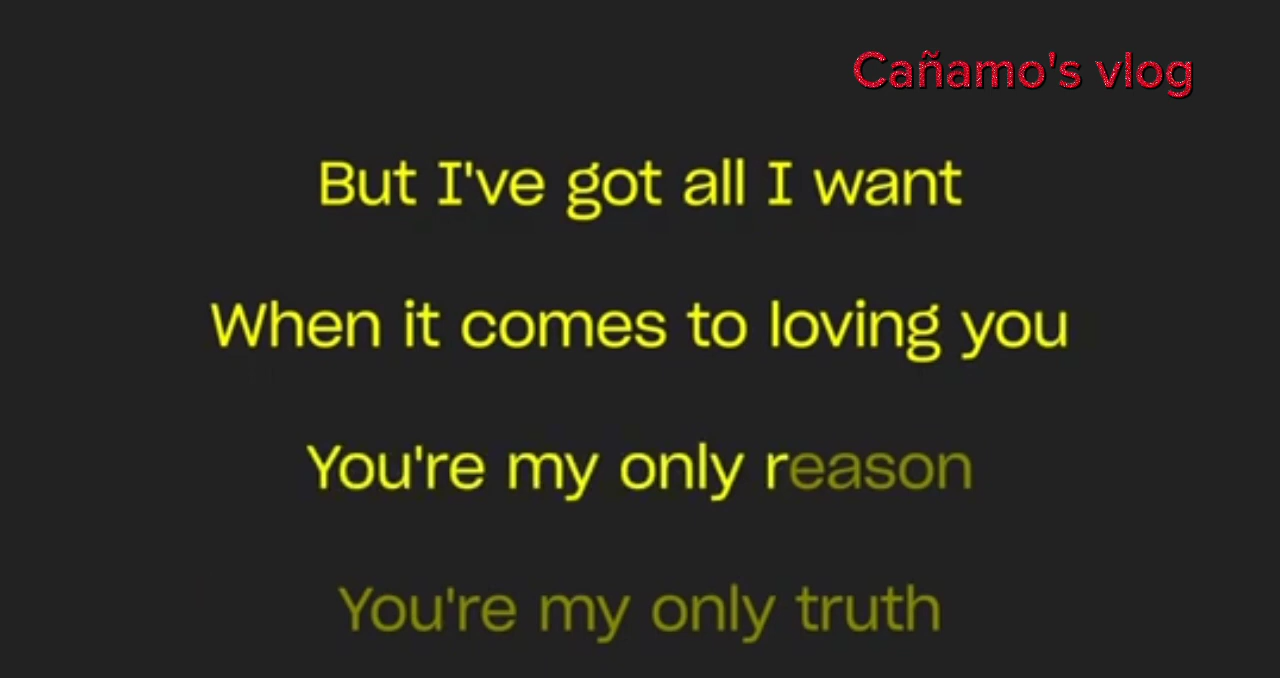 Cañamo's vlog
But I've got all I want
When it comes to loving you
You're my only reason
You're my only truth